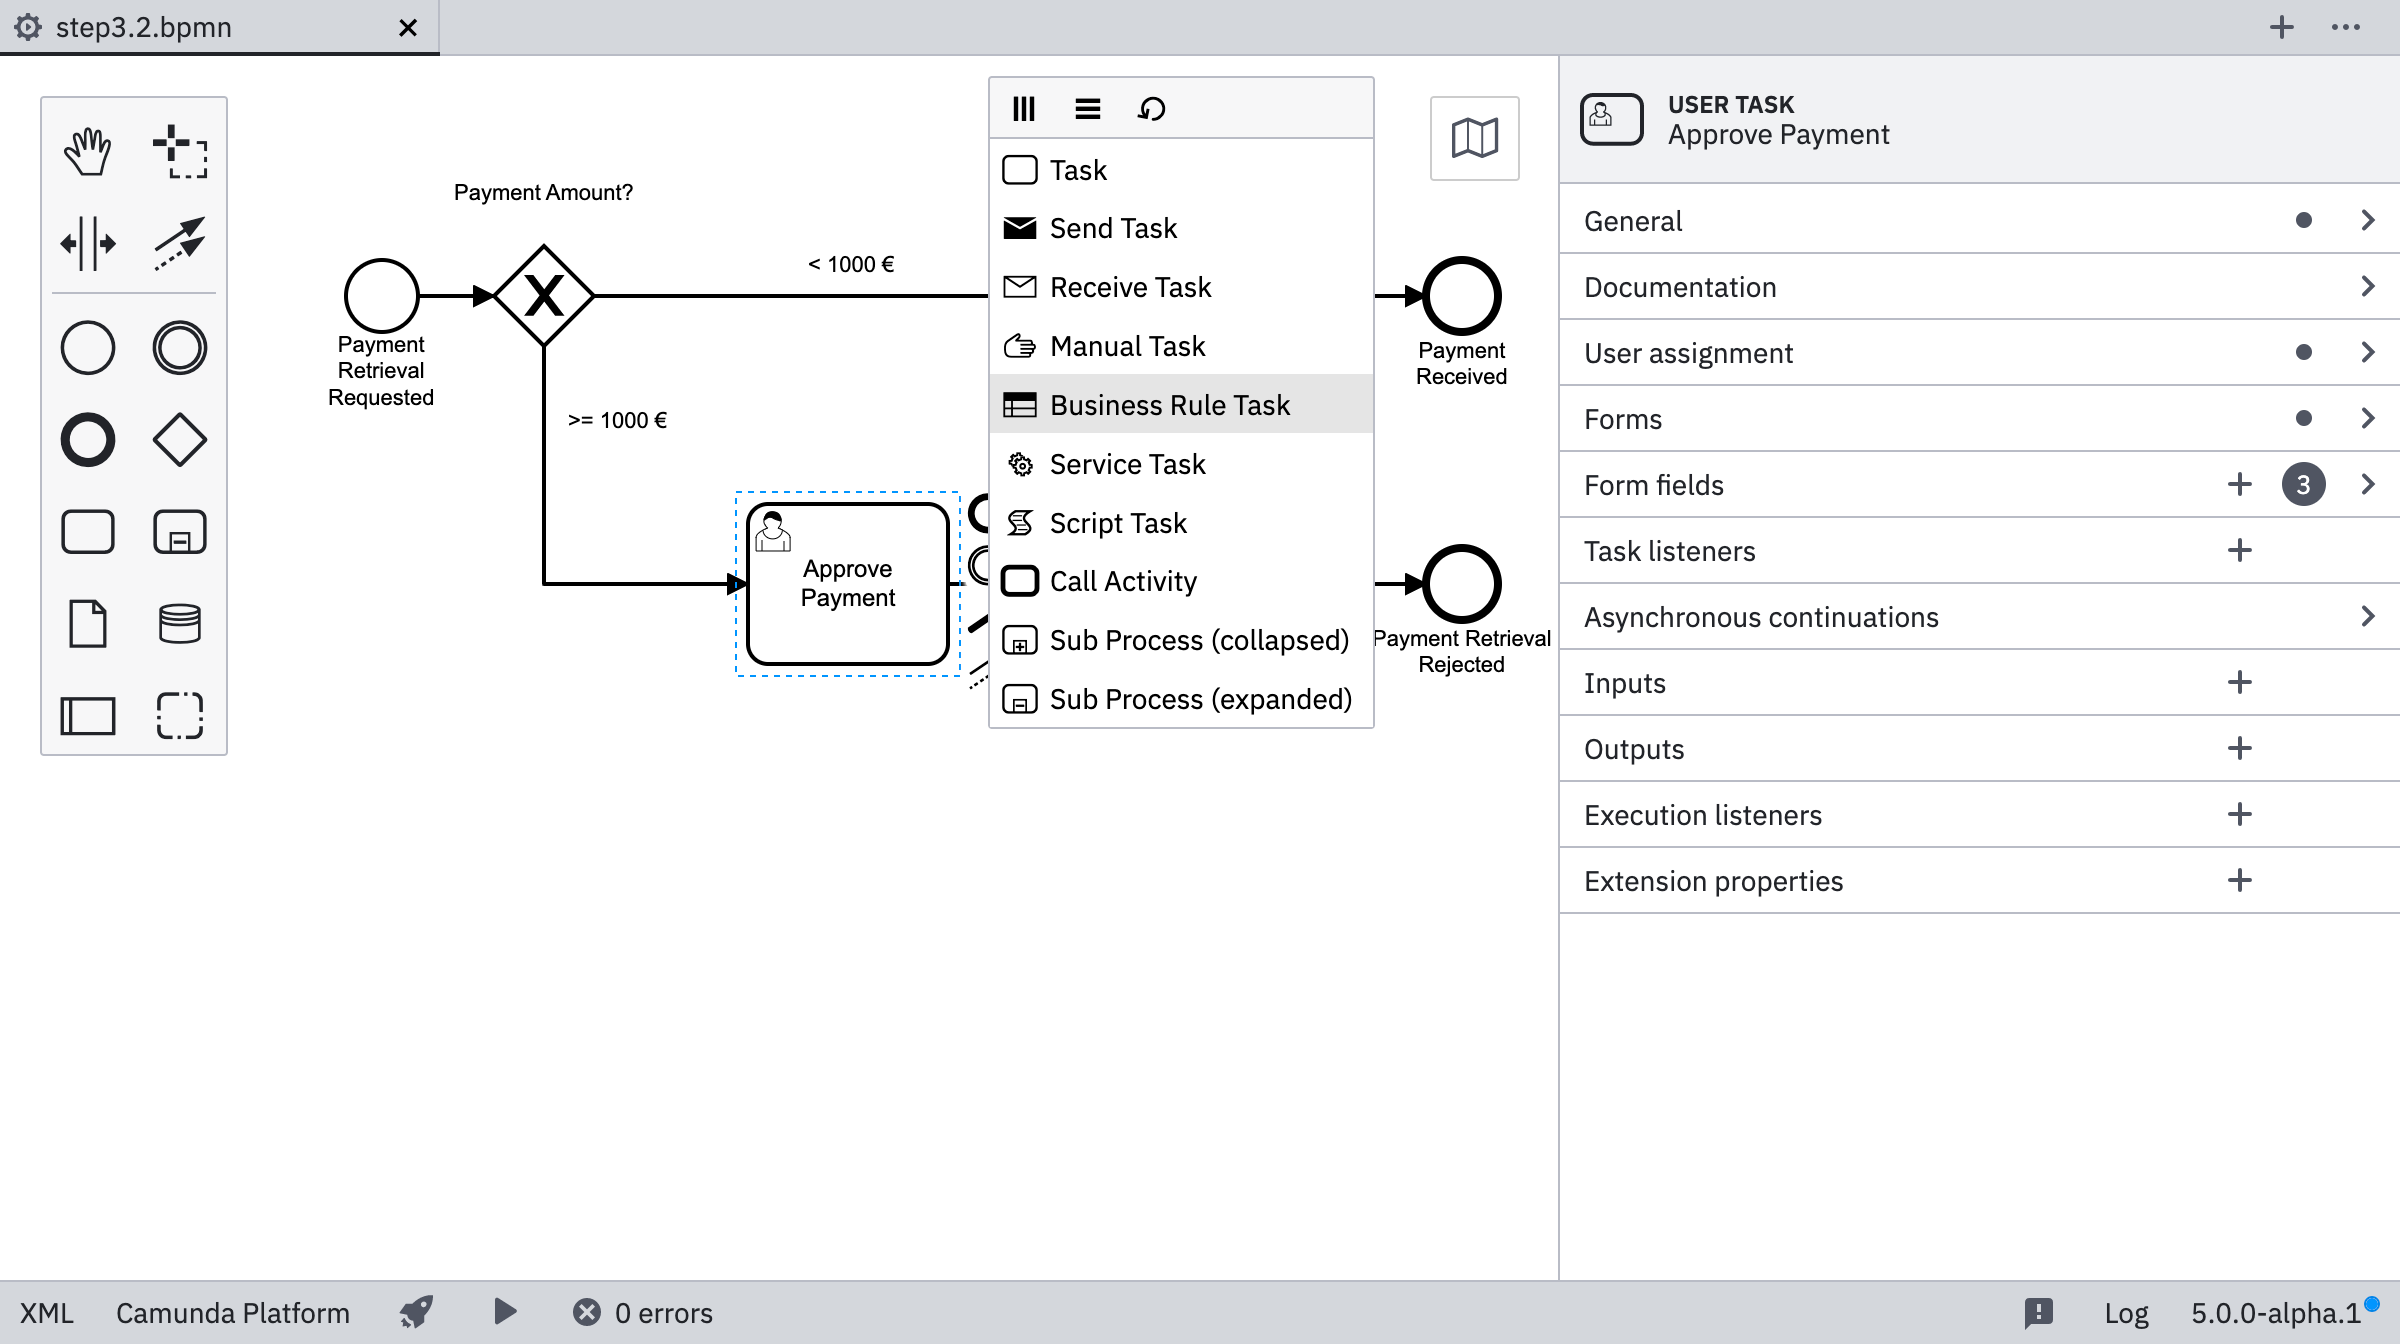 step3.2.bpmn
Payment Amount?
< 1000 €
>= 1000 €
Payment
Retrieval
Requested
Approve
Payment
Task
Send Task
Receive Task
Manual Task
Business Rule Task
Service Task
Script Task
Call Activity
Sub Process (collapsed)
Sub Process (expanded)
Payment
Received
Payment Retrieval
Rejected
USER TASK
Approve Payment
General
Documentation
User assignment
Forms
Form fields 3
Task listeners
Asynchronous continuations
Inputs
Outputs
Execution listeners
Extension properties
XML Camunda Platform 0 errors Log 5.0.0-alpha.1